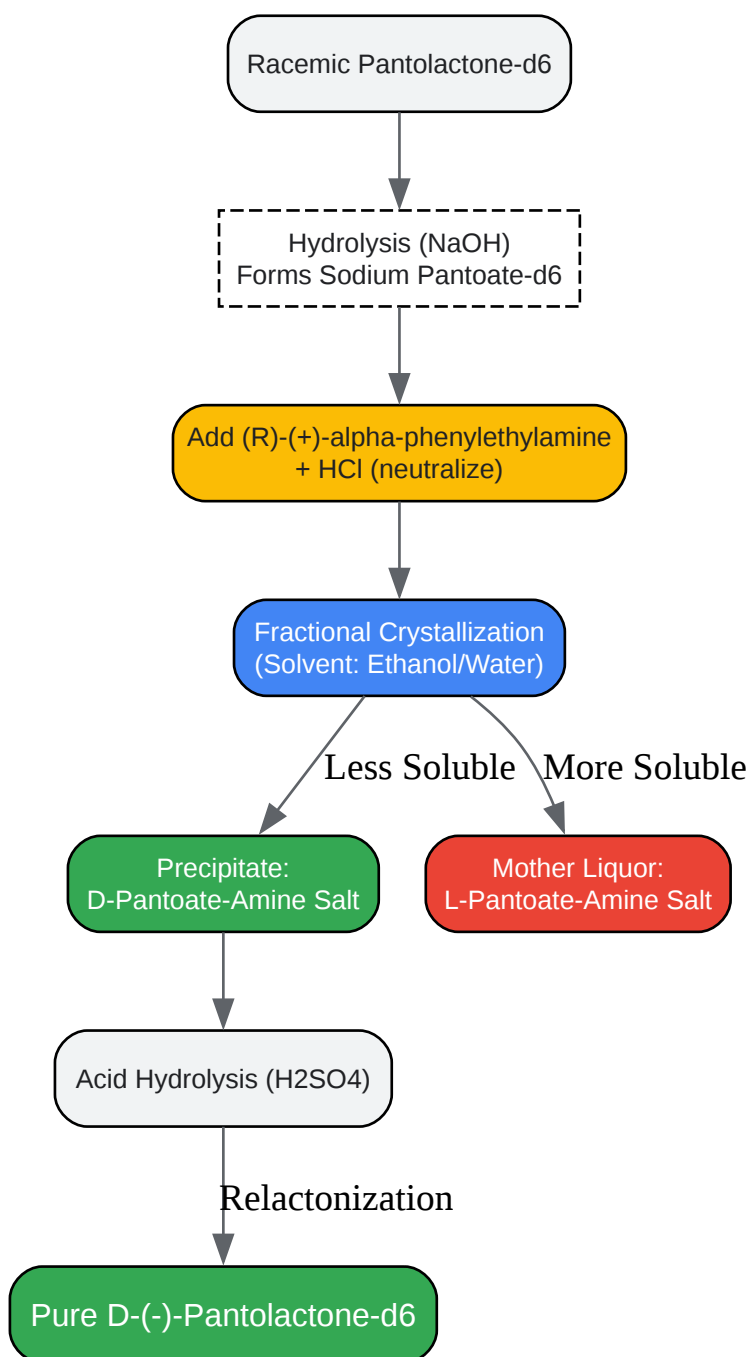 Racemic Pantolactone-d6
Hydrolysis (NaOH)
Forms Sodium Pantoate-d6
Add (R)-(+)-alpha-phenylethylamine
+ HCl (neutralize)
Fractional Crystallization
(Solvent: Ethanol/Water)
Less Soluble
More Soluble
Precipitate:
D-Pantoate-Amine Salt
Mother Liquor:
L-Pantoate-Amine Salt
Acid Hydrolysis (H2SO4)
Relactonization
Pure D-(-)-Pantolactone-d6